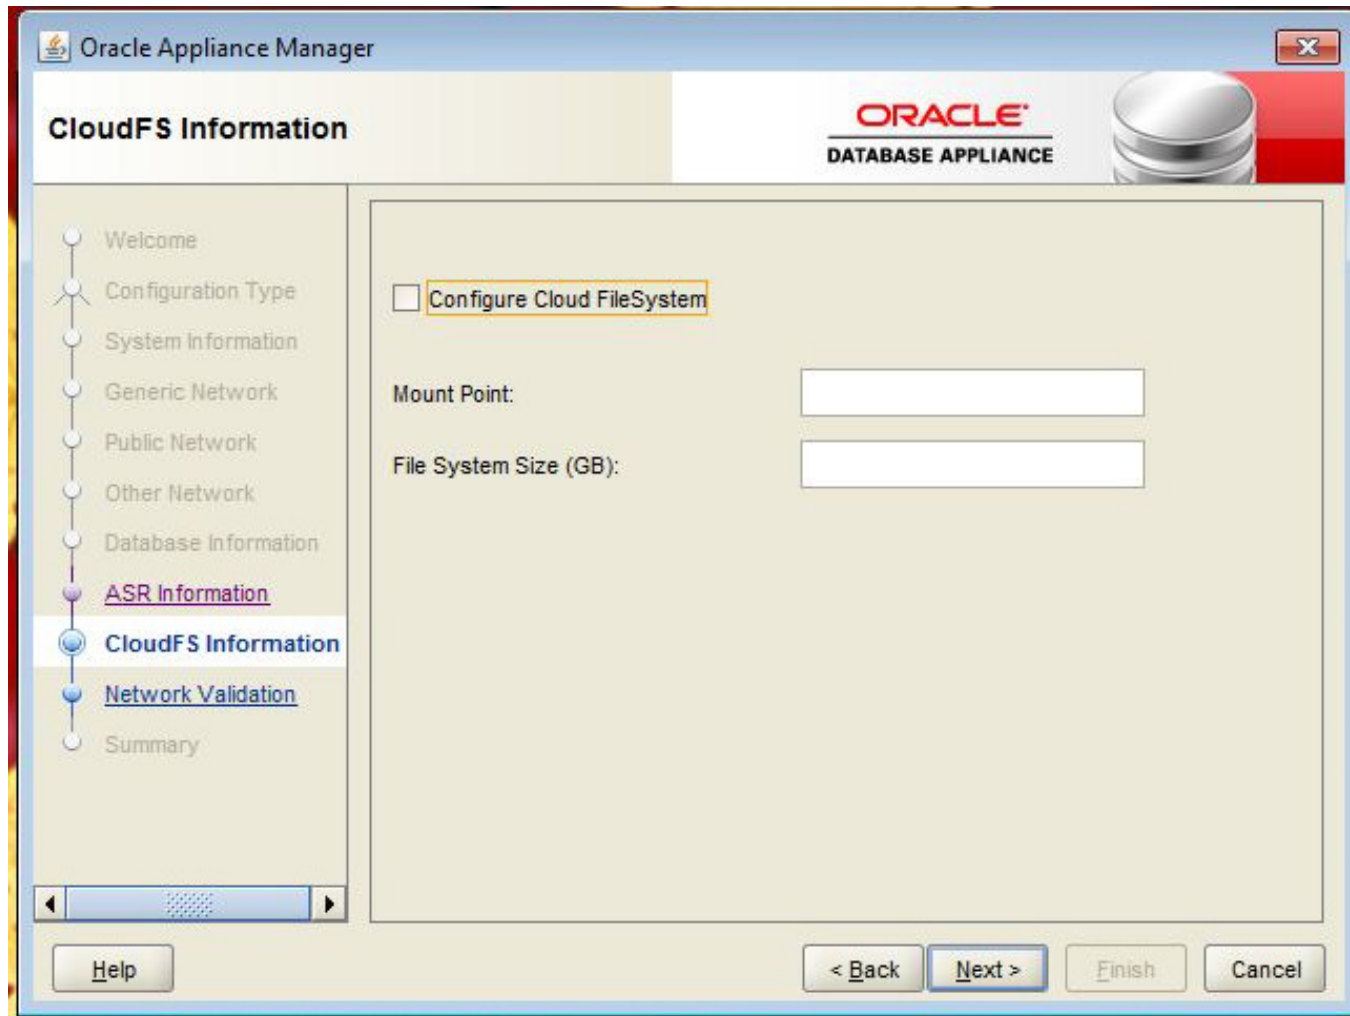 Oracle Appliance Manager
CloudFS Information
ORACLE
DATABASE APPLIANCE
Welcome
Configuration Type
System Information
Generic Network
Public Network
Other Network
Database Information
ASR Information
CloudFS Information
Network Validation
Summary
Configure Cloud FileSystem
Mount Point:
File System Size (GB):
Help
< Back
Next >
Finish
Cancel